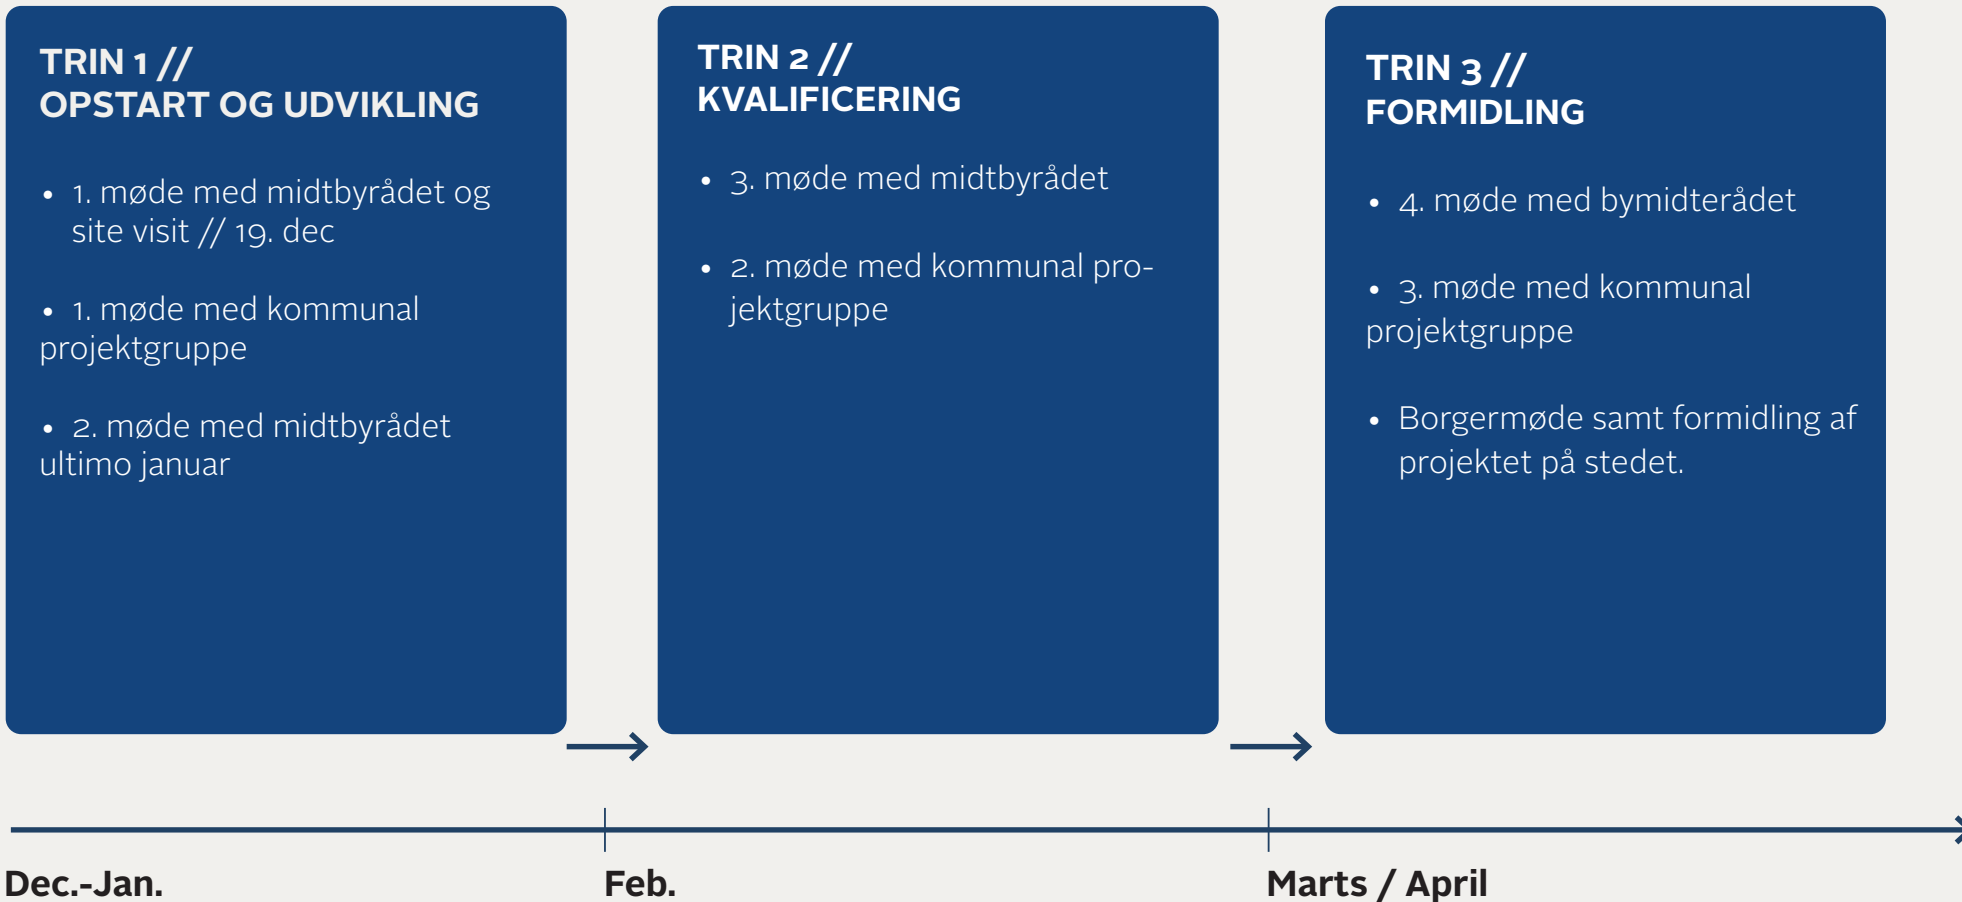 TRIN 1 //
OPSTART OG UDVIKLING
• 1. møde med midtbyrådet og
site visit // 19. dec
• 1. møde med kommunal
projektgruppe
• 2. møde med midtbyrådet
ultimo januar
TRIN 2 //
KVALIFICERING
• 3. møde med midtbyrådet
• 2. møde med kommunal pro-
jektgruppe
TRIN 3 //
FORMIDLING
• 4. møde med bymidterådet
• 3. møde med kommunal
projektgruppe
• Borgermøde samt formidling af
projektet på stedet.
Dec.-Jan.
Feb.
Marts / April